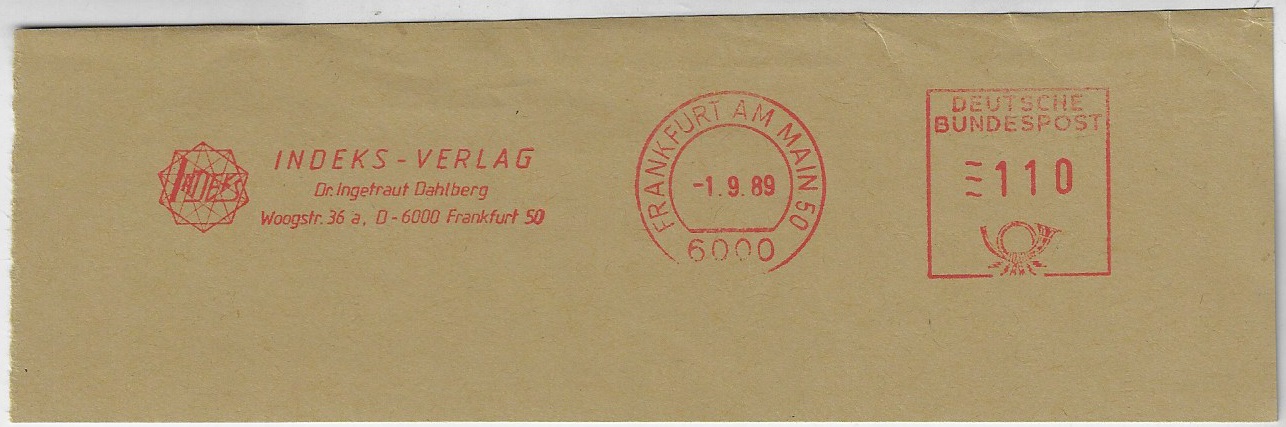 INDEKS
INDEKS - VERLAG
Dr. Ingetraut Dahlberg
Woogstr. 36 a, D - 6000 Frankfurt 50
FRANKFURT AM MAIN 50
-1.9.89
6000
DEUTSCHE
BUNDESPOST
110